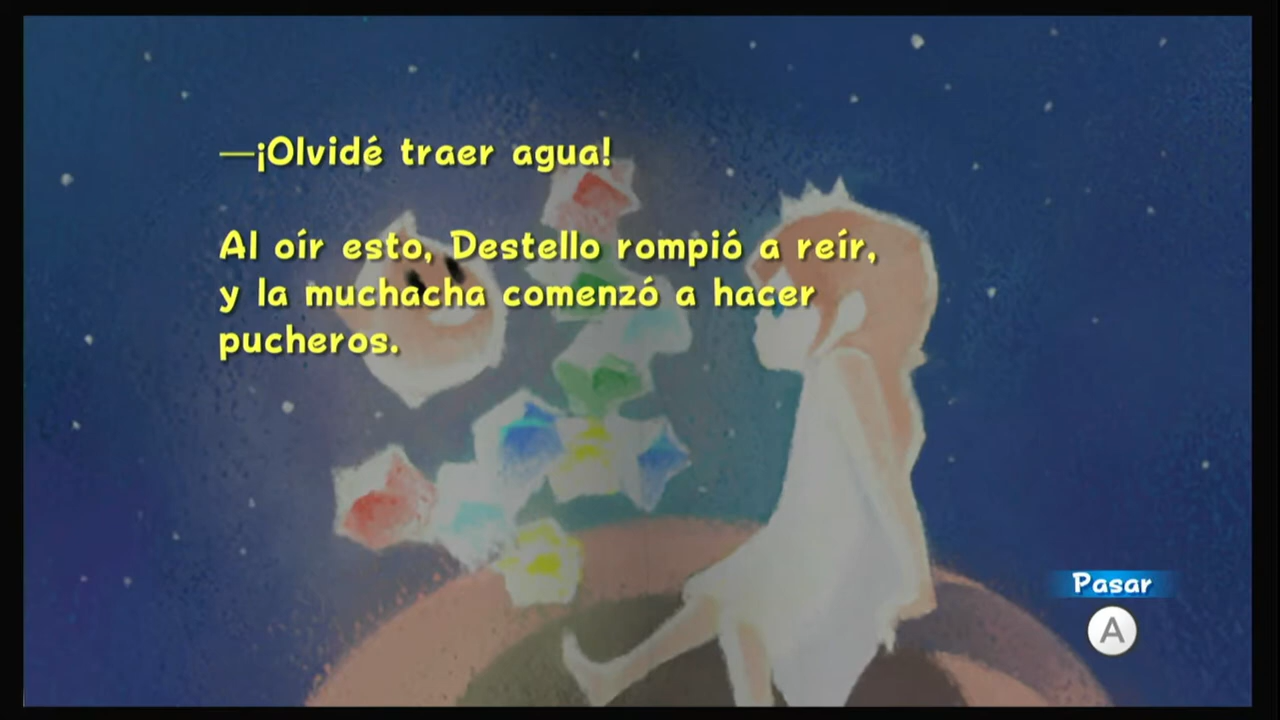 —¡Olvidé traer agua!
Al oír esto, Destello rompió a reír,
y la muchacha comenzó a hacer
pucheros.
Pasar
A